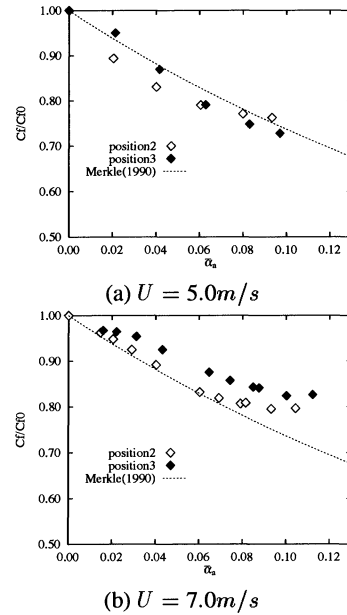 1.00
0.90
0.80
0.70
0.60
0.50
Cf/Cf0
position2
position3
Merkle(1990)
0.00 0.02 0.04 0.06 0.08 0.10 0.12
ᾱₐ
(a) U = 5.0m/s
1.00
0.90
0.80
0.70
0.60
0.50
Cf/Cf0
position2
position3
Merkle(1990)
0.00 0.02 0.04 0.06 0.08 0.10 0.12
ᾱₐ
(b) U = 7.0m/s